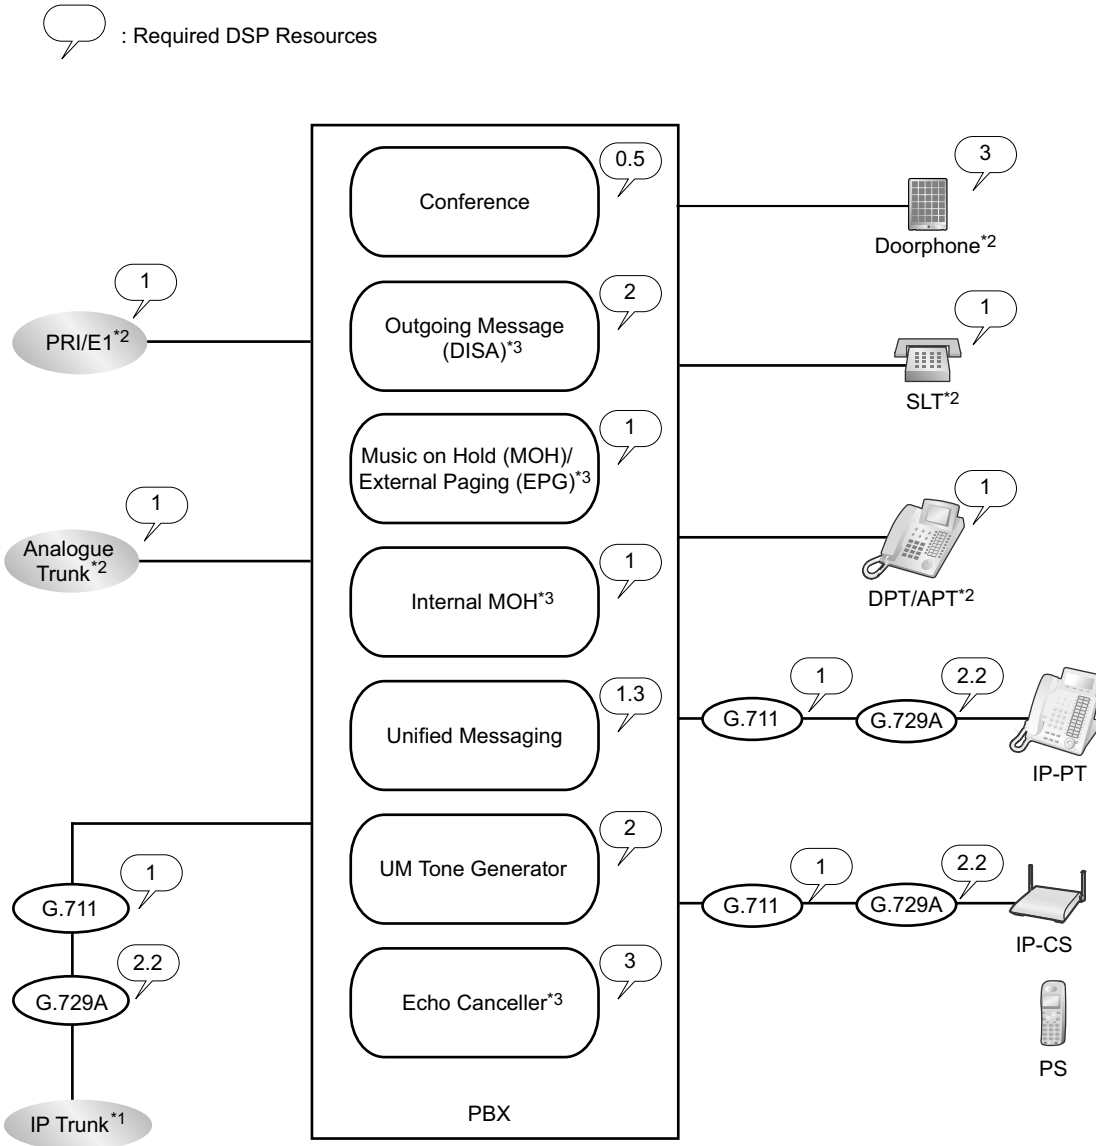 : Required DSP Resources
0.5
Conference
3
Doorphone*2
1
PRI/E1*2
2
Outgoing Message
(DISA)*3
1
SLT*2
1
Music on Hold (MOH)/
External Paging (EPG)*3
1
Analogue
Trunk*2
1
DPT/APT*2
1
Internal MOH*3
1.3
Unified Messaging
1
G.711
2.2
G.729A
IP-PT
2
UM Tone Generator
1
G.711
2.2
G.729A
IP-CS
1
G.711
2.2
G.729A
3
Echo Canceller*3
PS
IP Trunk*1
PBX